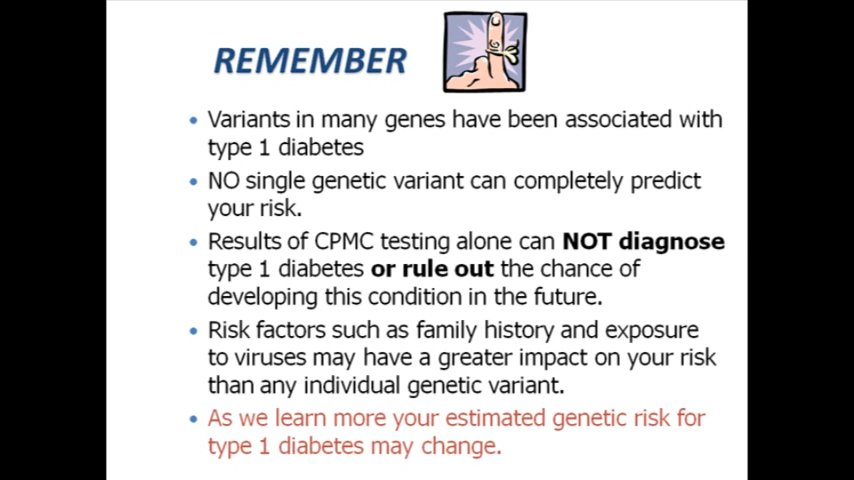 REMEMBER
• Variants in many genes have been associated with
type 1 diabetes
• NO single genetic variant can completely predict
your risk.
• Results of CPMC testing alone can NOT diagnose
type 1 diabetes or rule out the chance of
developing this condition in the future.
• Risk factors such as family history and exposure
to viruses may have a greater impact on your risk
than any individual genetic variant.
• As we learn more your estimated genetic risk for
type 1 diabetes may change.